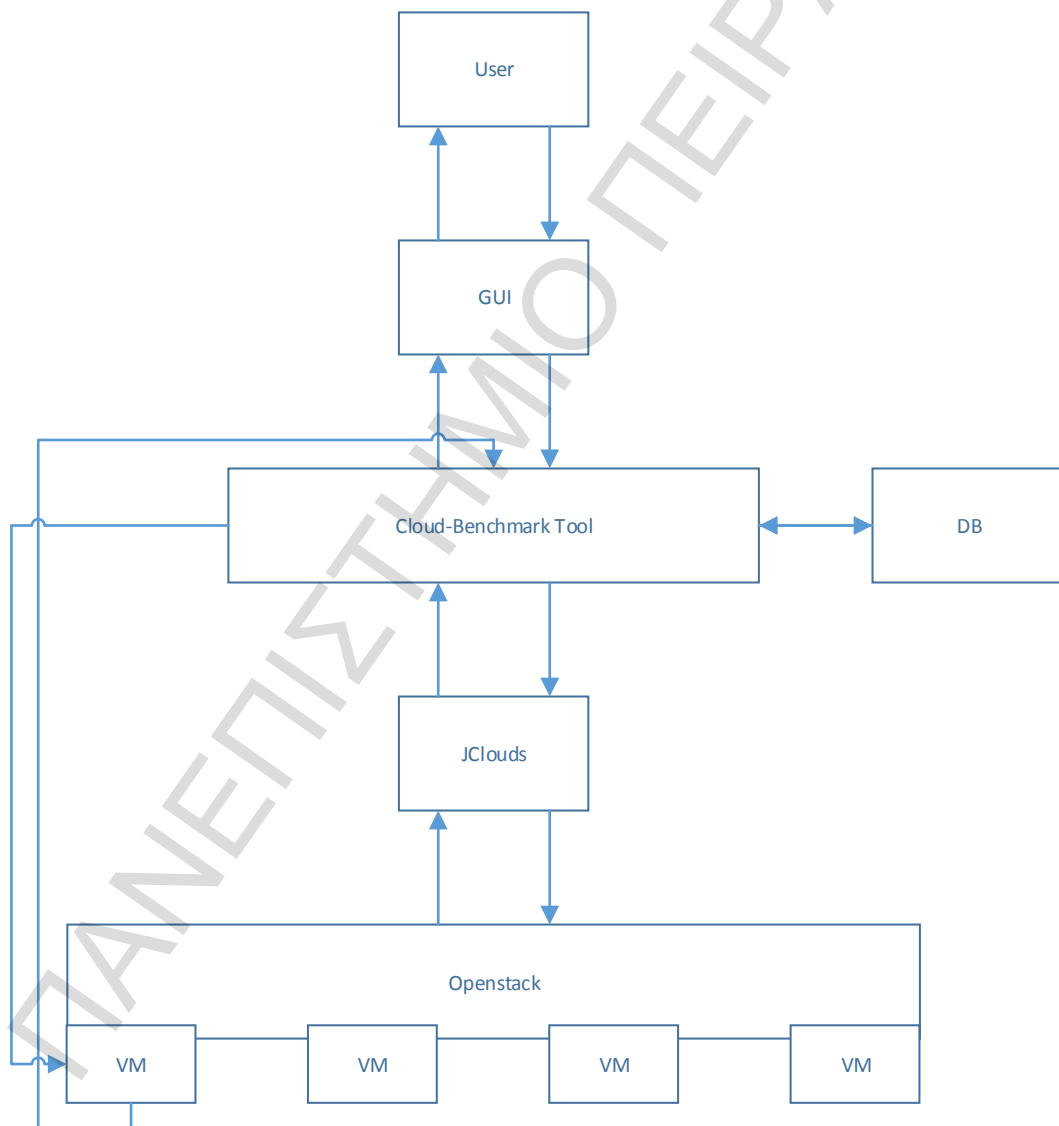 User
GUI
Cloud-Benchmark Tool
DB
JClouds
Openstack
VM
VM
VM
VM
ΠΑΝΕΠΙΣΤΗΜΙΟ